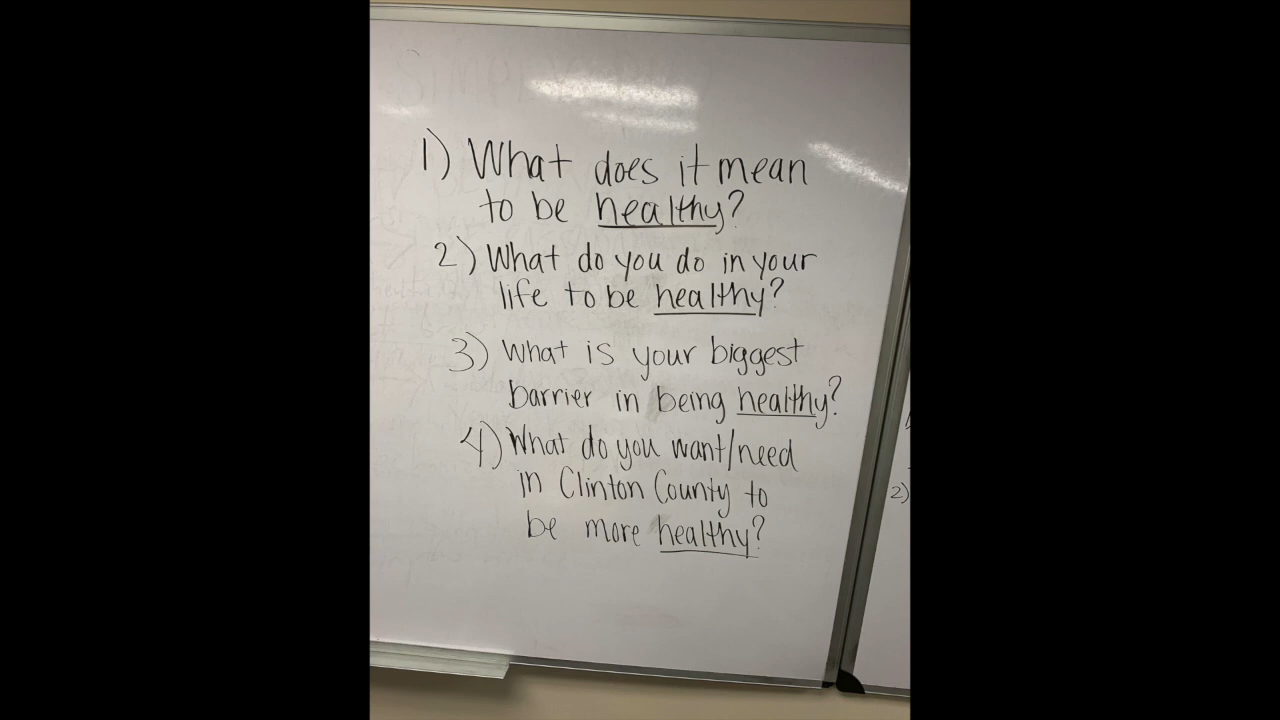 1) What does it mean
to be healthy?
2) What do you do in your
life to be healthy?
3) What is your biggest
barrier in being healthy?
4) What do you want/need
in Clinton County to
be more healthy?
2)